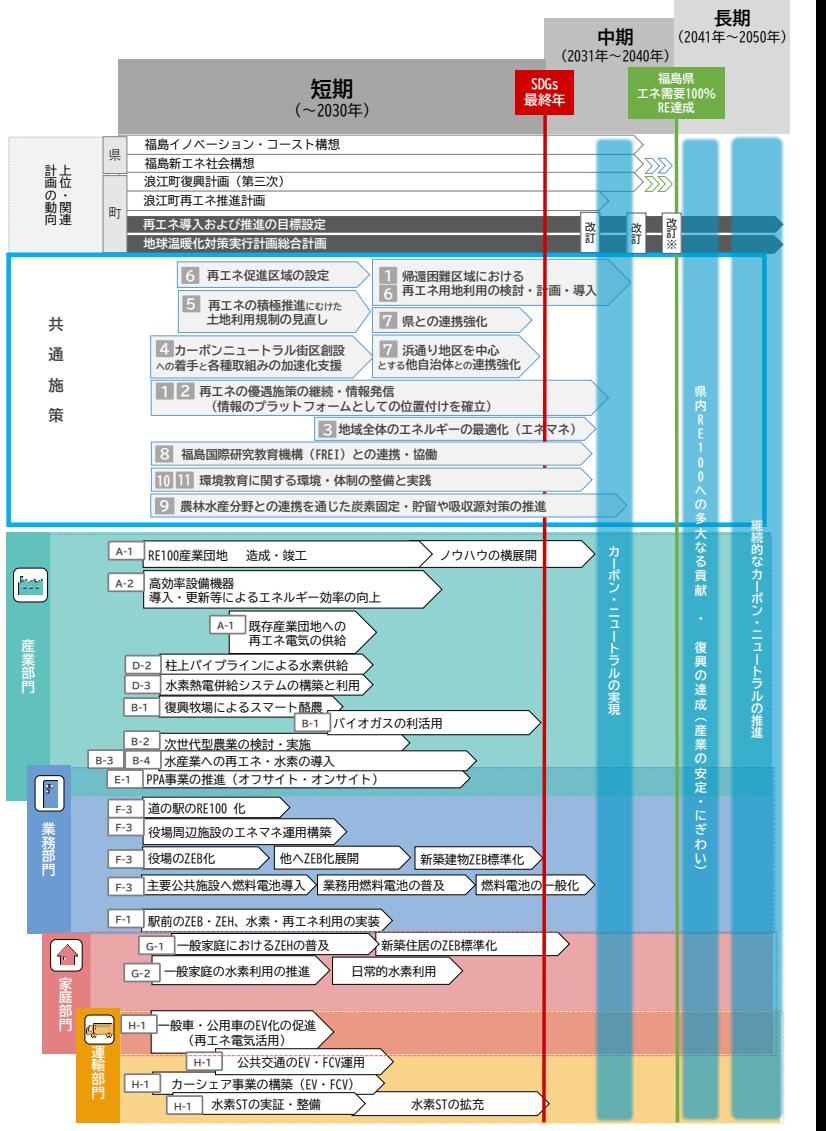 長期
(2041年～2050年)
中期
(2031年～2040年)
短期
(～2030年)
SDGs
最終年
福島県
エネ需要100%
RE達成
上位・関連
計画の動向
県
福島イノベーション・コースト構想
福島新エネ社会構想
町
浪江町復興計画（第三次）
浪江町再エネ推進計画
再エネ導入および推進の目標設定
地球温暖化対策実行計画総合計画
改訂
改訂
改訂※
共通施策
6 再エネ促進区域の設定
1 帰還困難区域における
6 再エネ用地利用の検討・計画・導入
5 再エネの積極推進にむけた
土地利用規制の見直し
7 県との連携強化
4 カーボンニュートラル街区創設
への着手と各種取組みの加速化支援
7 浜通り地区を中心
とする他自治体との連携強化
1 2 再エネの優遇施策の継続・情報発信
（情報のプラットフォームとしての位置付けを確立）
3 地域全体のエネルギーの最適化（エネマネ）
8 福島国際研究教育機構（FREI）との連携・協働
10 11 環境教育に関する環境・体制の整備と実践
9 農林水産分野との連携を通じた炭素固定・貯留や吸収源対策の推進
カーボン・ニュートラルの実現
県内RE100への多大なる貢献 ・ 復興の達成（産業の安定・にぎわい）
継続的なカーボン・ニュートラルの推進
産業部門
A-1 RE100産業団地 造成・竣工
ノウハウの横展開
A-2 高効率設備機器
導入・更新等によるエネルギー効率の向上
A-1 既存産業団地への
再エネ電気の供給
D-2 柱上パイプラインによる水素供給
D-3 水素熱電併給システムの構築と利用
B-1 復興牧場によるスマート酪農
B-1 バイオガスの利活用
B-2 次世代型農業の検討・実施
B-3 B-4 水産業への再エネ・水素の導入
E-1 PPA事業の推進（オフサイト・オンサイト）
業務部門
F-3 道の駅のRE100 化
F-3 役場周辺施設のエネマネ運用構築
F-3 役場のZEB化
他へZEB化展開
新築建物ZEB標準化
F-3 主要公共施設へ燃料電池導入
業務用燃料電池の普及
燃料電池の一般化
F-1 駅前のZEB・ZEH、水素・再エネ利用の実装
家庭部門
G-1 一般家庭におけるZEHの普及
新築住居のZEB標準化
G-2 一般家庭の水素利用の推進
日常的水素利用
運輸部門
H-1 一般車・公用車のEV化の促進
（再エネ電気活用）
H-1 公共交通のEV・FCV運用
H-1 カーシェア事業の構築（EV・FCV）
H-1 水素STの実証・整備
水素STの拡充